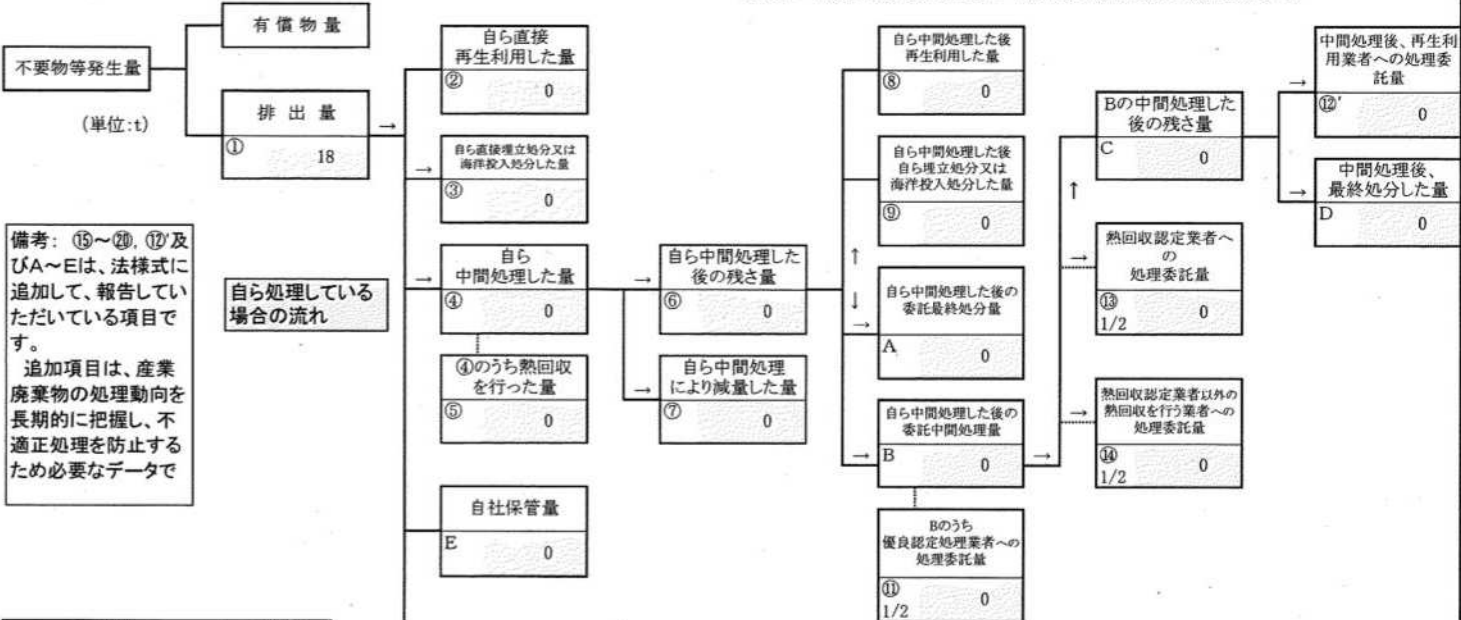 不要物等発生量
(単位:t)
有償物量
排出量
①
18
→
備考: ⑮~⑳, ⑫'及
びA~Eは、法様式に
追加して、報告してい
ただいている項目で
す。
追加項目は、産業
廃棄物の処理動向を
長期的に把握し、不
適正処理を防止する
ため必要なデータで
自ら処理している
場合の流れ
自ら直接
再生利用した量
②
0
→
自ら直接埋立処分又は
海洋投入処分した量
③
0
→
自ら
中間処理した量
④
0
④のうち熱回収
を行った量
⑤
0
自社保管量
E
0
→
自ら中間処理した
後の残さ量
⑥
0
→
自ら中間処理
により減量した量
⑦
0
自ら中間処理した後
再生利用した量
⑧
0
自ら中間処理した後
自ら埋立処分又は
海洋投入処分した量
⑨
0
↑
↓
→
自ら中間処理した後の
委託最終処分量
A
0
→
自ら中間処理した後の
委託中間処理量
B
0
→
Bのうち
優良認定処理業者への
処理委託量
⑪
1/2
0
Bの中間処理した
後の残さ量
C
0
↑
→
熱回収認定業者へ
の
処理委託量
⑬
1/2
0
→
熱回収認定業者以外の
熱回収を行う業者への
処理委託量
⑭
1/2
0
→
中間処理後、再生利
用業者への処理委
託量
⑫'
0
→
中間処理後、
最終処分した量
D
0